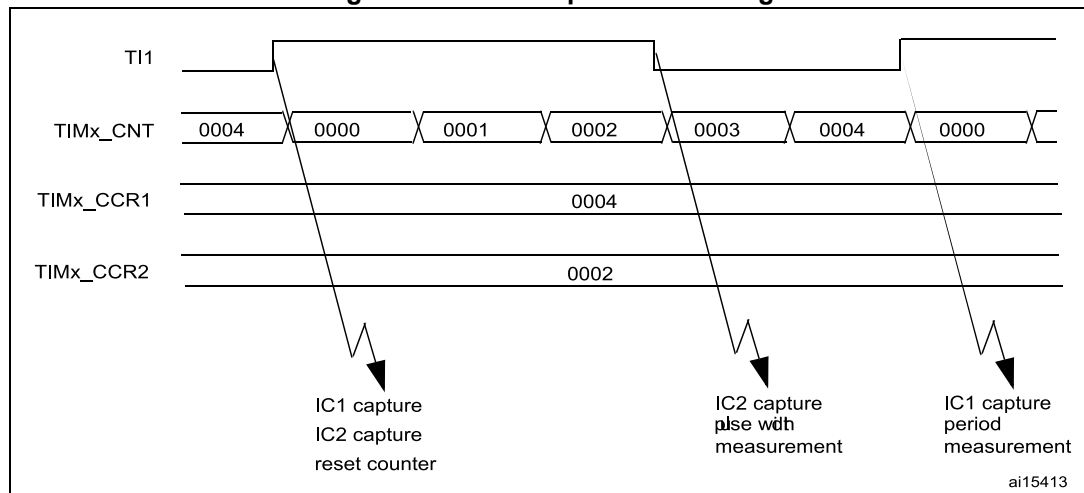 TI1
TIMx_CNT 0004 0000 0001 0002 0003 0004 0000
TIMx_CCR1 0004
TIMx_CCR2 0002
IC1 capture
IC2 capture
reset counter
IC2 capture
pulse width
measurement
IC1 capture
period
measurement
ai15413